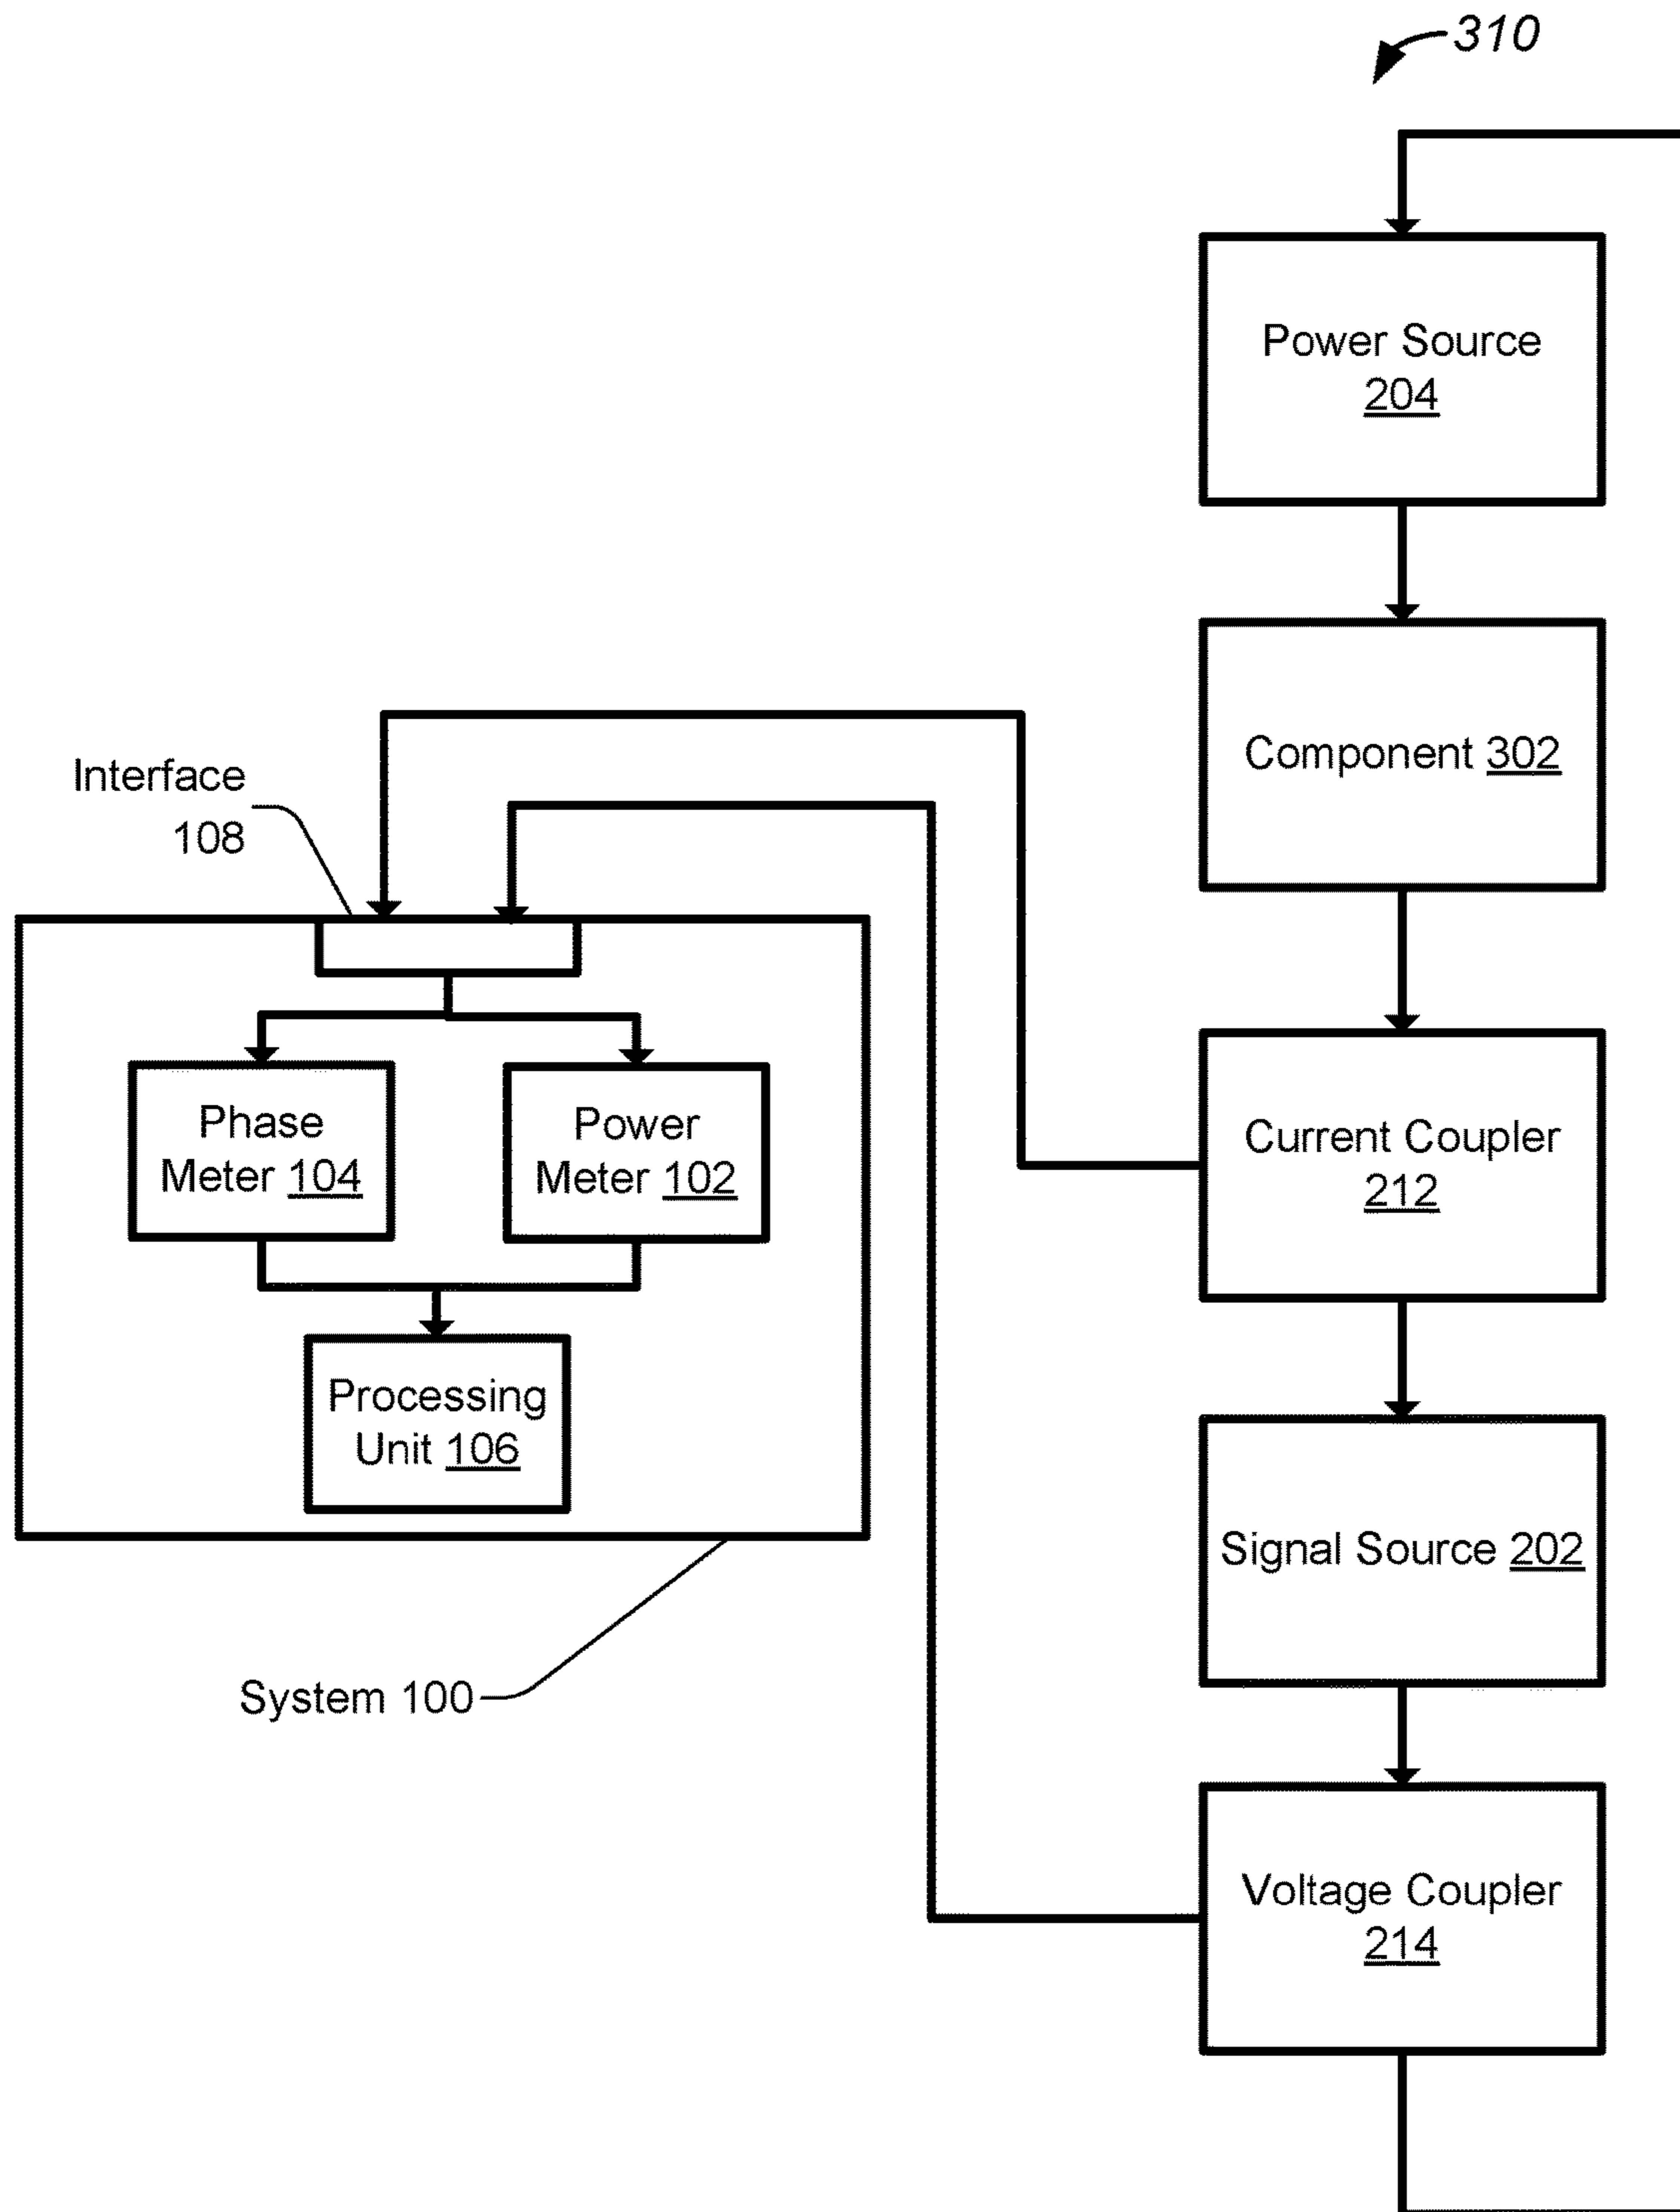 310
Power Source
204
Component 302
Interface
108
Phase
Meter 104
Power
Meter 102
Current Coupler
212
Processing
Unit 106
Signal Source 202
System 100
Voltage Coupler
214